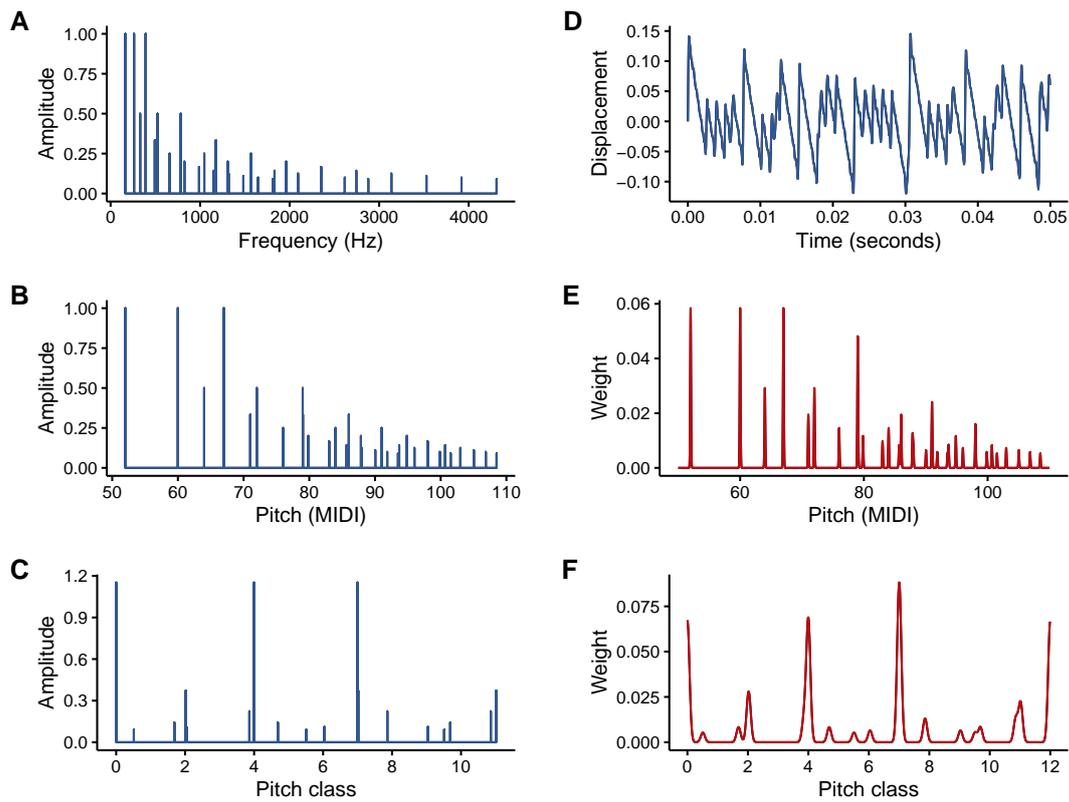 A
Amplitude
1.00
0.75
0.50
0.25
0.00
0 1000 2000 3000 4000
Frequency (Hz)
D
Displacement
0.15
0.10
0.05
0.00
−0.05
−0.10
0.00 0.01 0.02 0.03 0.04 0.05
Time (seconds)
B
Amplitude
1.00
0.75
0.50
0.25
0.00
50 60 70 80 90 100 110
Pitch (MIDI)
E
Weight
0.06
0.04
0.02
0.00
60 80 100
Pitch (MIDI)
C
Amplitude
1.2
0.9
0.6
0.3
0.0
0 2 4 6 8 10
Pitch class
F
Weight
0.075
0.050
0.025
0.000
0 2 4 6 8 10 12
Pitch class